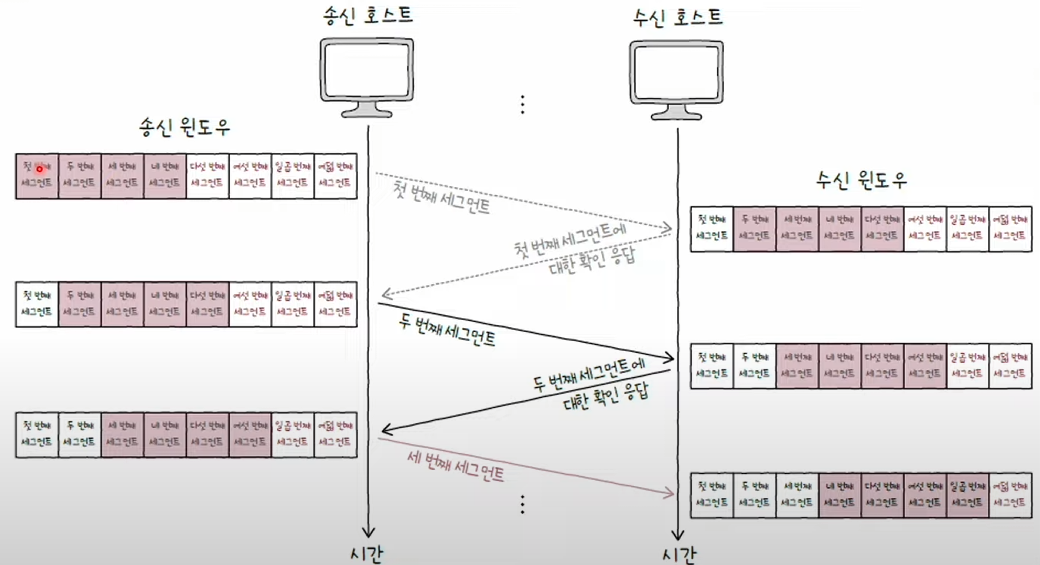 송신 호스트
수신 호스트
⋮
송신 윈도우
첫 번째 두 번째 세 번째 네 번째 다섯 번째 여섯 번째 일곱 번째 여덟 번째
세그먼트 세그먼트 세그먼트 세그먼트 세그먼트 세그먼트 세그먼트 세그먼트
첫 번째 세그먼트
수신 윈도우
첫 번째 두 번째 세 번째 네 번째 다섯 번째 여섯 번째 일곱 번째 여덟 번째
세그먼트 세그먼트 세그먼트 세그먼트 세그먼트 세그먼트 세그먼트 세그먼트
첫 번째 세그먼트에
대한 확인 응답
첫 번째 두 번째 세 번째 네 번째 다섯 번째 여섯 번째 일곱 번째 여덟 번째
세그먼트 세그먼트 세그먼트 세그먼트 세그먼트 세그먼트 세그먼트 세그먼트
두 번째 세그먼트
첫 번째 두 번째 세 번째 네 번째 다섯 번째 여섯 번째 일곱 번째 여덟 번째
세그먼트 세그먼트 세그먼트 세그먼트 세그먼트 세그먼트 세그먼트 세그먼트
두 번째 세그먼트에
대한 확인 응답
첫 번째 두 번째 세 번째 네 번째 다섯 번째 여섯 번째 일곱 번째 여덟 번째
세그먼트 세그먼트 세그먼트 세그먼트 세그먼트 세그먼트 세그먼트 세그먼트
세 번째 세그먼트
첫 번째 두 번째 세 번째 네 번째 다섯 번째 여섯 번째 일곱 번째 여덟 번째
세그먼트 세그먼트 세그먼트 세그먼트 세그먼트 세그먼트 세그먼트 세그먼트
⋮
시간
시간